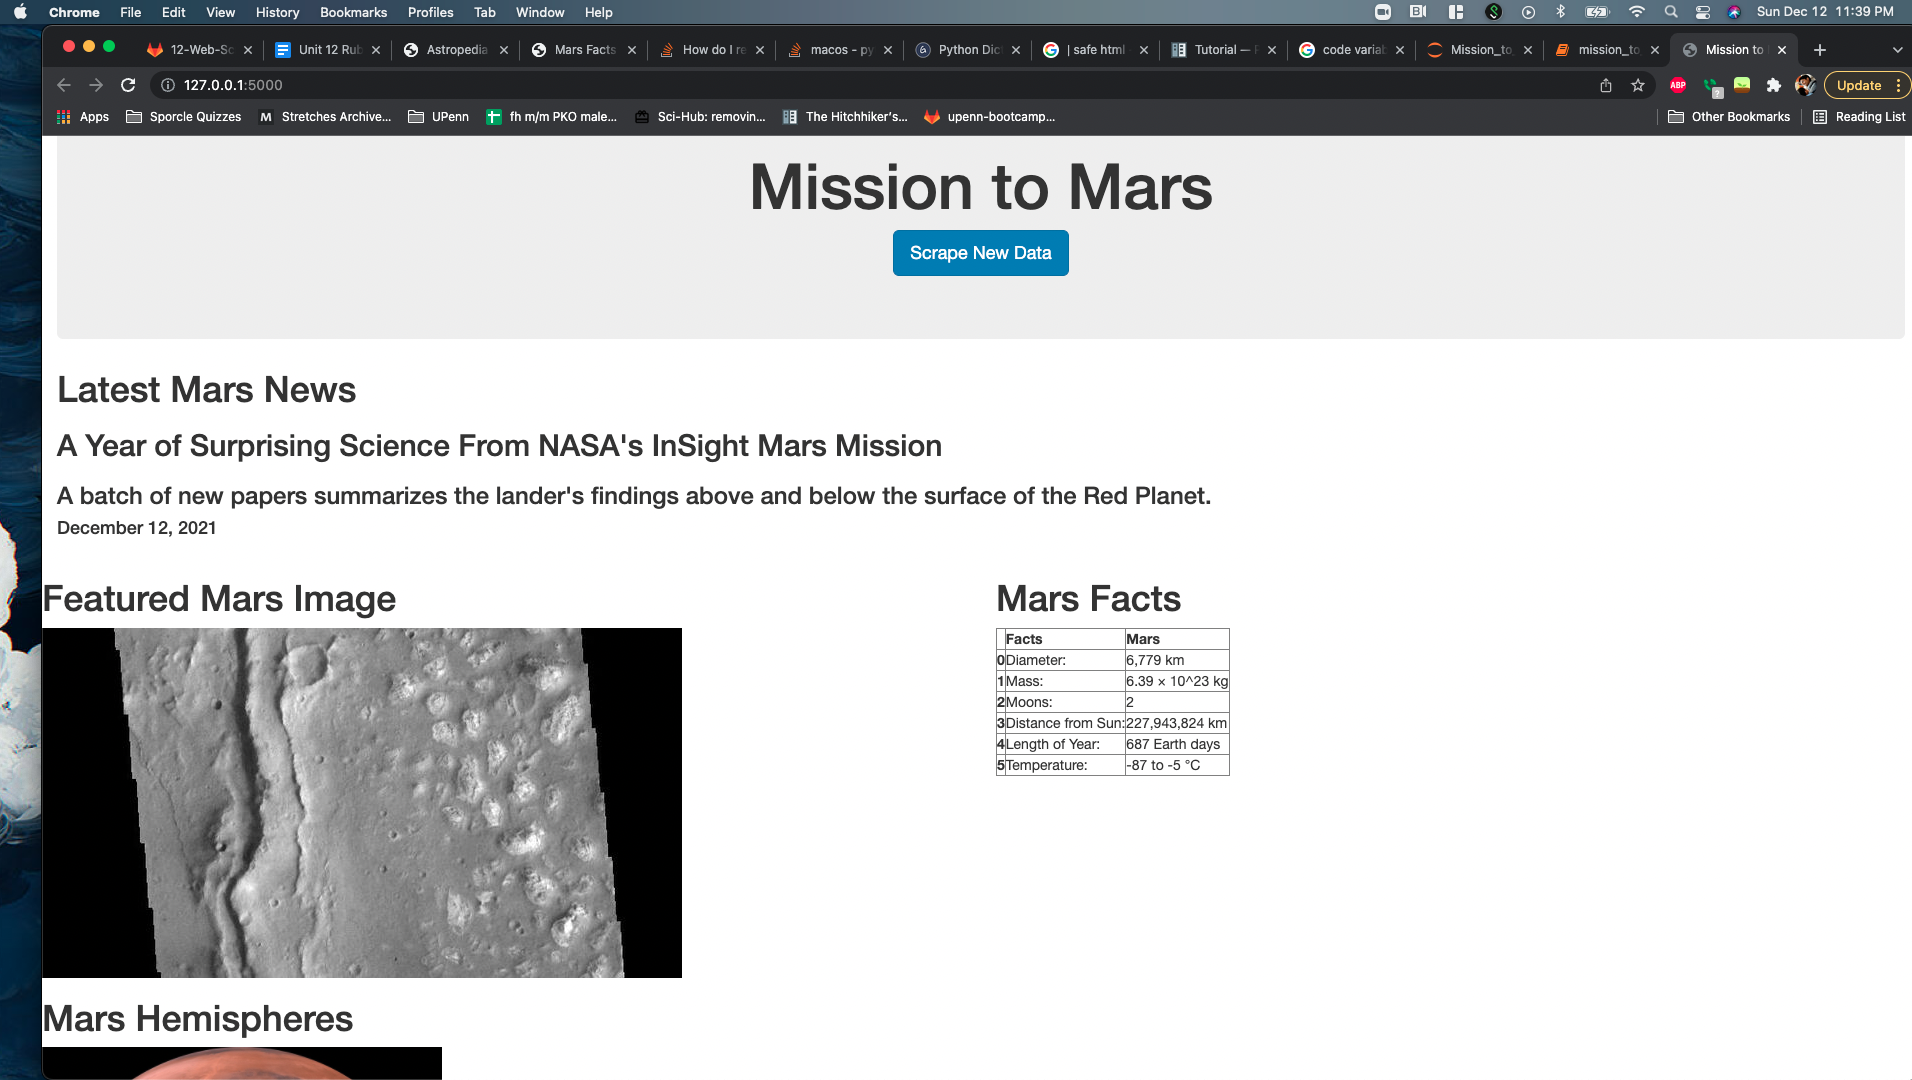 Chrome File Edit View History Bookmarks Profiles Tab Window Help Sun Dec 12 11:39 PM
12-Web-Sc Unit 12 Rub Astropedia Mars Facts How do I re macos - py Python Dic | safe html Tutorial — code variab Mission_to mission_to Mission to
127.0.0.1:5000 ABP ? Update
Apps Sporcle Quizzes M Stretches Archive... UPenn fh m/m PKO male... Sci-Hub: removin... The Hitchhiker's... upenn-bootcamp... Other Bookmarks Reading List
Mission to Mars
Scrape New Data
Latest Mars News
A Year of Surprising Science From NASA's InSight Mars Mission
A batch of new papers summarizes the lander's findings above and below the surface of the Red Planet.
December 12, 2021
Featured Mars Image
Mars Facts
Facts Mars
0 Diameter: 6,779 km
1 Mass: 6.39 × 10^23 kg
2 Moons: 2
3 Distance from Sun: 227,943,824 km
4 Length of Year: 687 Earth days
5 Temperature: -87 to -5 °C
Mars Hemispheres